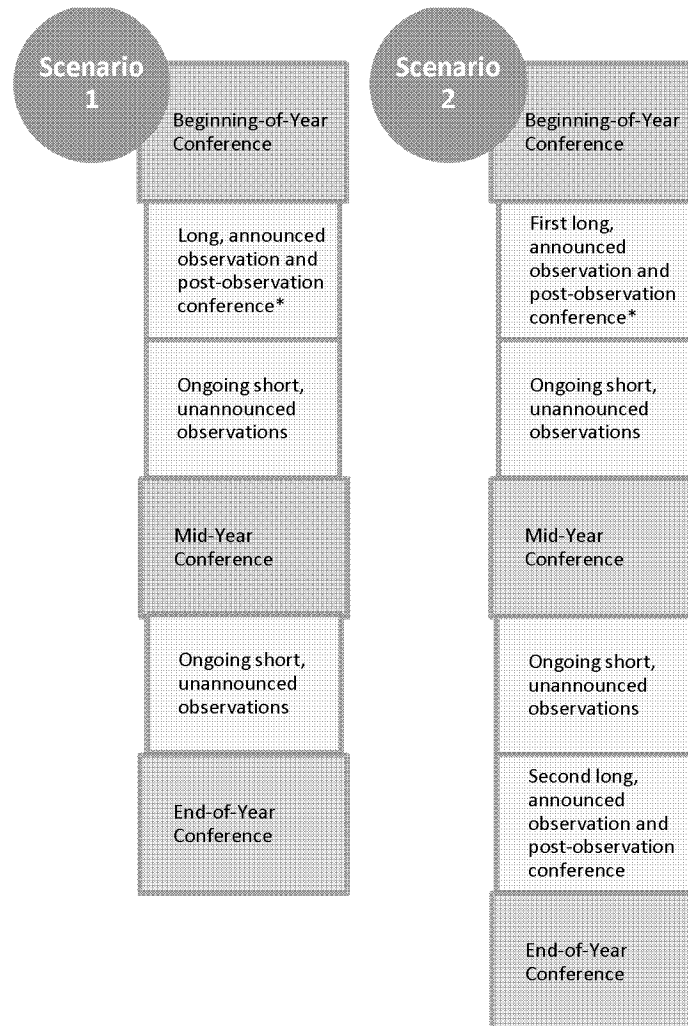 Scenario
1
Beginning-of-Year
Conference
Long, announced
observation and
post-observation
conference*
Ongoing short,
unannounced
observations
Mid-Year
Conference
Ongoing short,
unannounced
observations
End-of-Year
Conference
Scenario
2
Beginning-of-Year
Conference
First long,
announced
observation and
post-observation
conference*
Ongoing short,
unannounced
observations
Mid-Year
Conference
Ongoing short,
unannounced
observations
Second long,
announced
observation and
post-observation
conference
End-of-Year
Conference